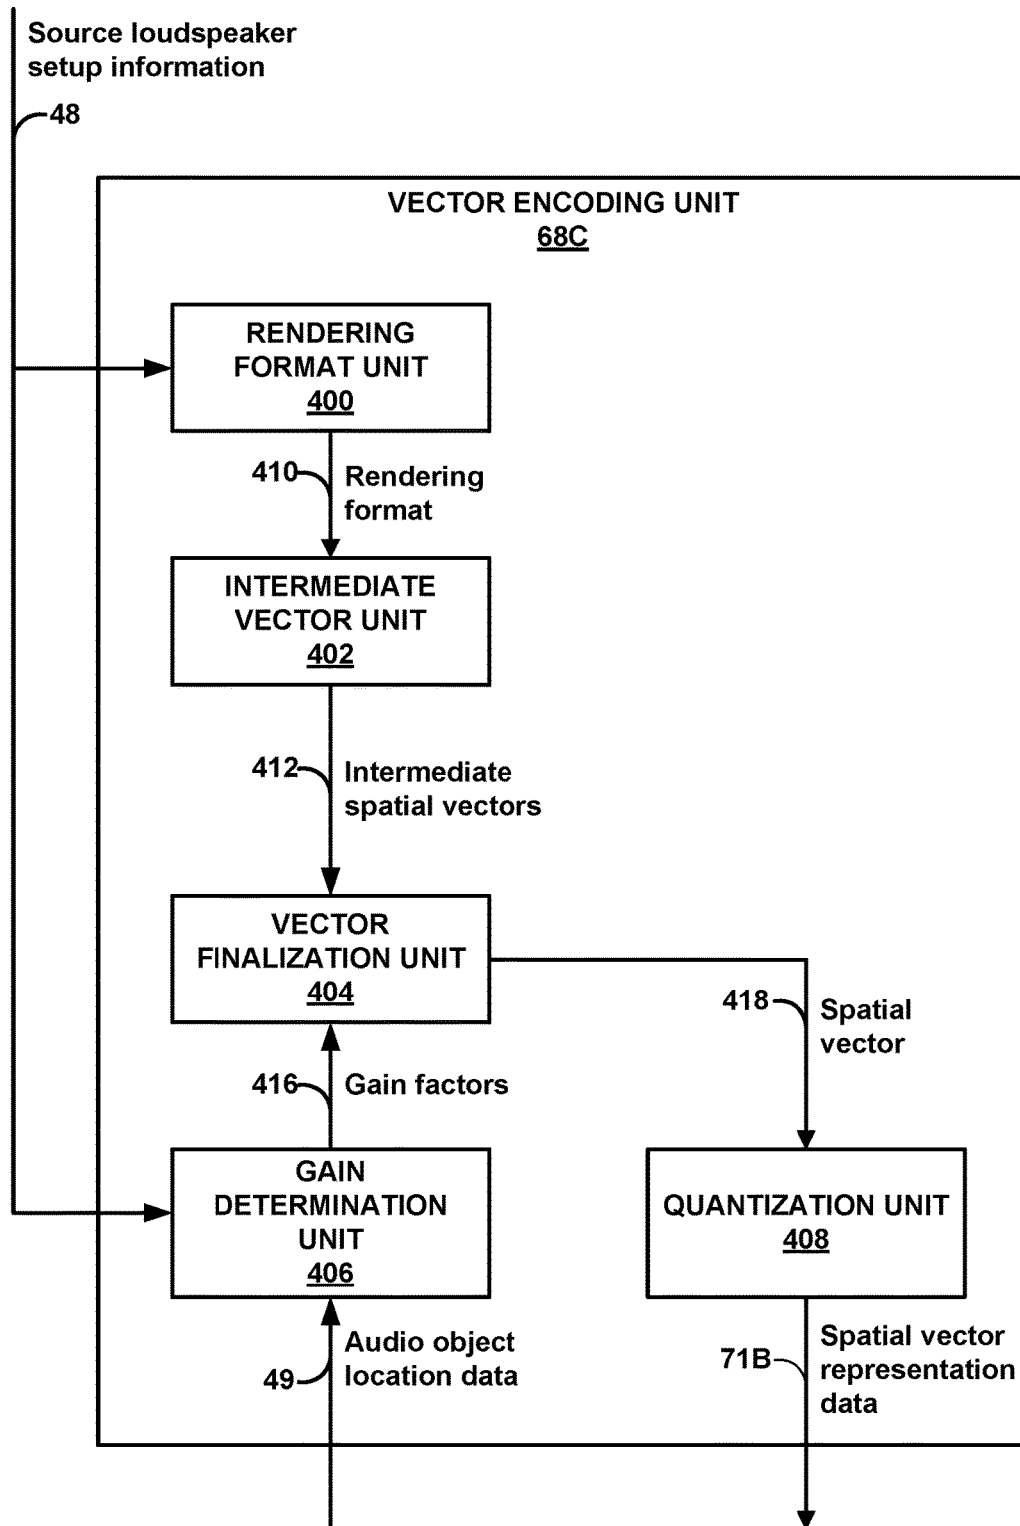 Source loudspeaker
setup information
48
VECTOR ENCODING UNIT
68C
RENDERING
FORMAT UNIT
400
410
Rendering
format
INTERMEDIATE
VECTOR UNIT
402
412
Intermediate
spatial vectors
VECTOR
FINALIZATION UNIT
404
418
Spatial
vector
416
Gain factors
GAIN
DETERMINATION
UNIT
406
QUANTIZATION UNIT
408
49
Audio object
location data
71B
Spatial vector
representation
data